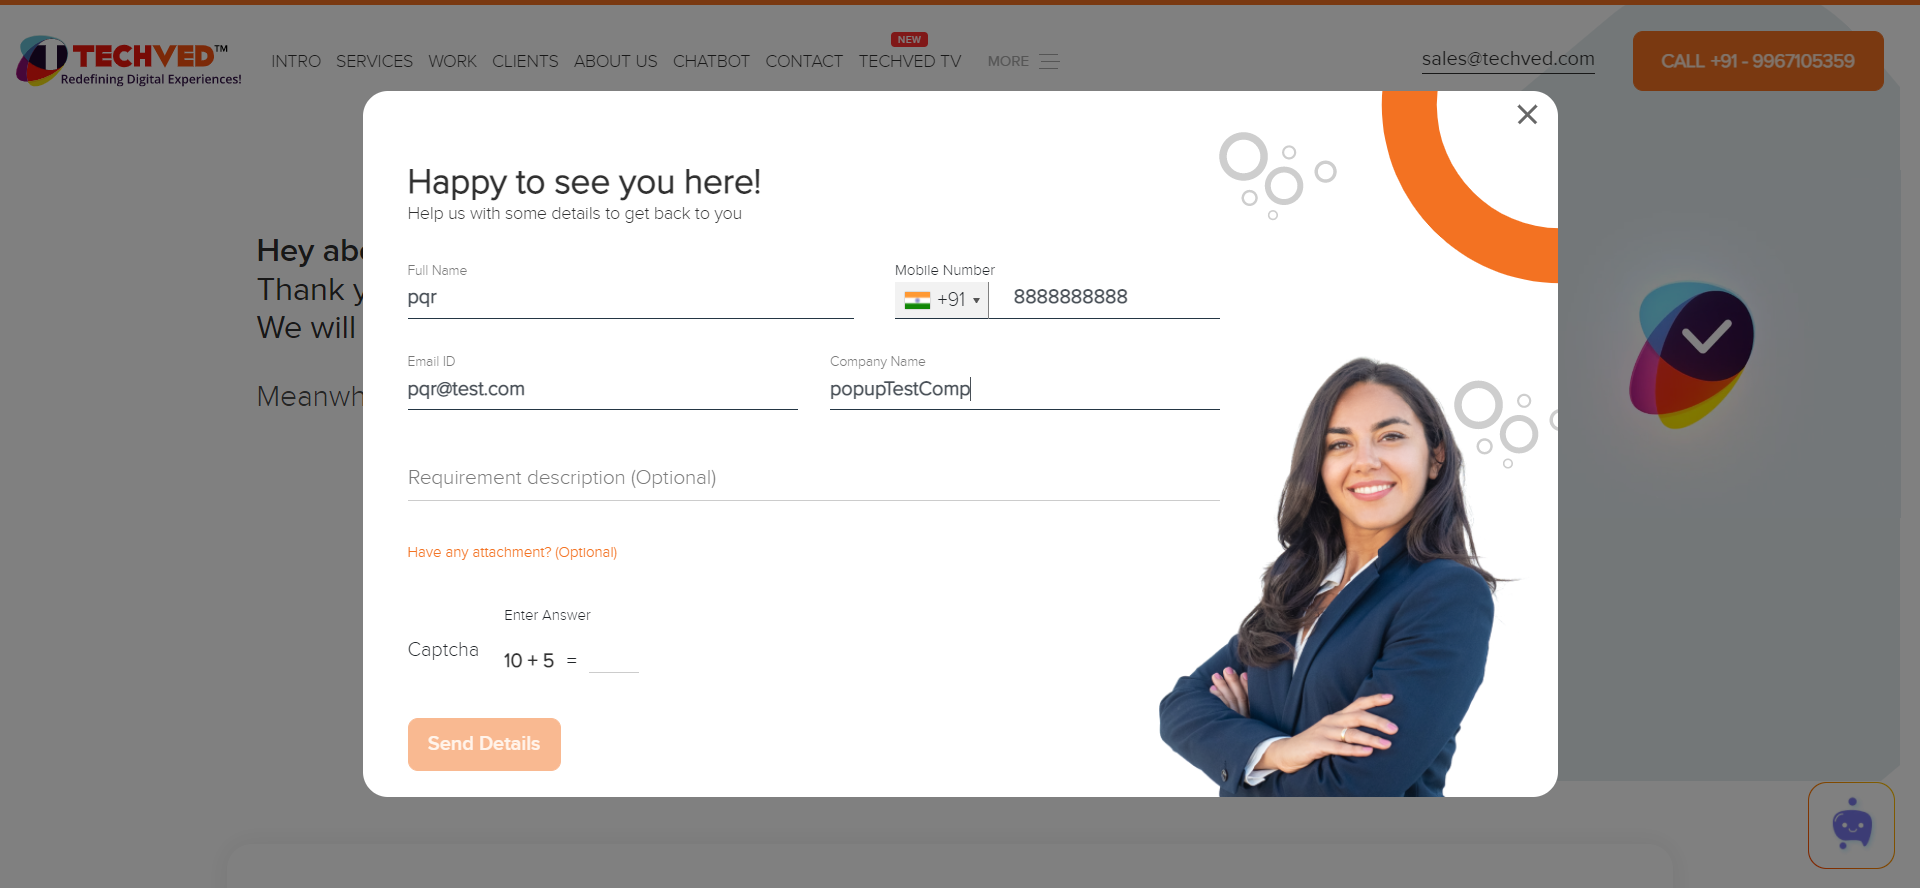 TECHVED™
Redefining Digital Experiences!
INTRO SERVICES WORK CLIENTS ABOUT US CHATBOT CONTACT TECHVED TV NEW MORE
sales@techved.com
CALL +91 - 9967105359
Hey
Thank
We will
Happy to see you here!
Help us with some details to get back to you
Full Name
pqr
Mobile Number
+91 8888888888
Email ID
pqr@test.com
Company Name
popupTestComp
Requirement description (Optional)
Have any attachment? (Optional)
Enter Answer
Captcha
10 + 5 =
Send Details